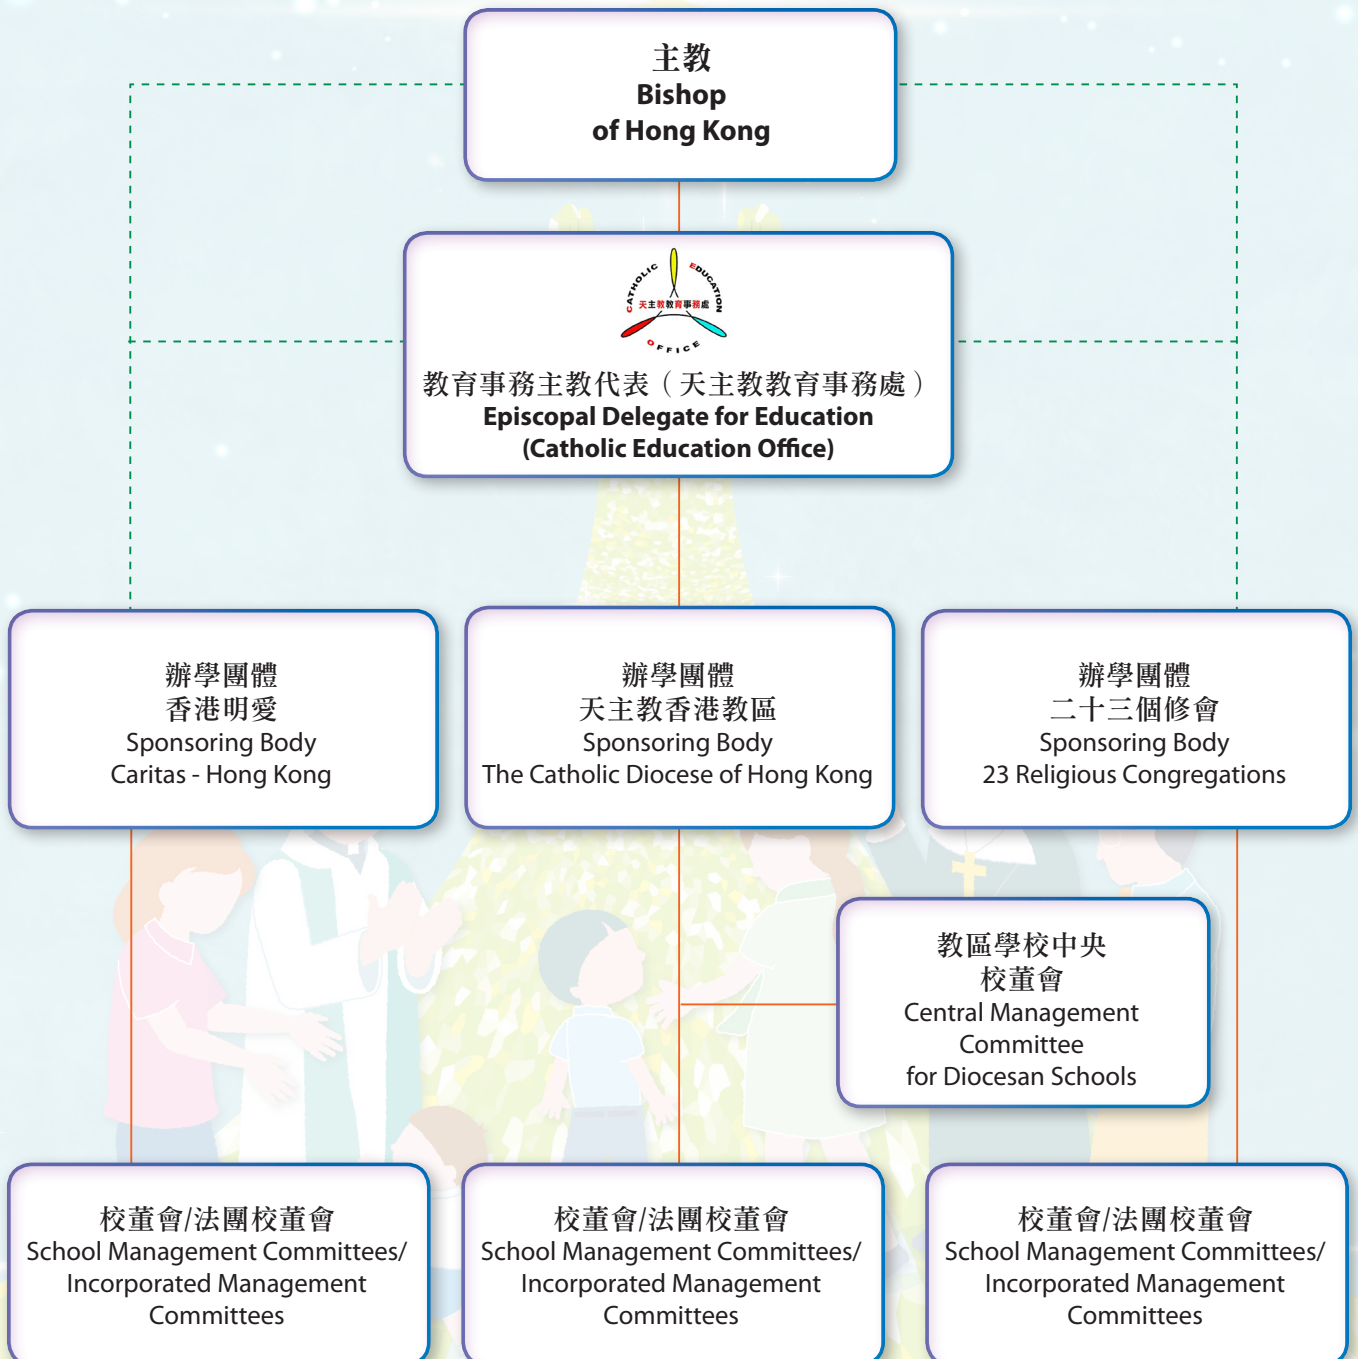 主教
Bishop
of Hong Kong
CATHOLIC EDUCATION
天主教教育事務處
OFFICE
教育事務主教代表（天主教教育事務處）
Episcopal Delegate for Education
(Catholic Education Office)
辦學團體
香港明愛
Sponsoring Body
Caritas - Hong Kong
辦學團體
天主教香港教區
Sponsoring Body
The Catholic Diocese of Hong Kong
辦學團體
二十三個修會
Sponsoring Body
23 Religious Congregations
教區學校中央
校董會
Central Management
Committee
for Diocesan Schools
校董會/法團校董會
School Management Committees/
Incorporated Management
Committees
校董會/法團校董會
School Management Committees/
Incorporated Management
Committees
校董會/法團校董會
School Management Committees/
Incorporated Management
Committees